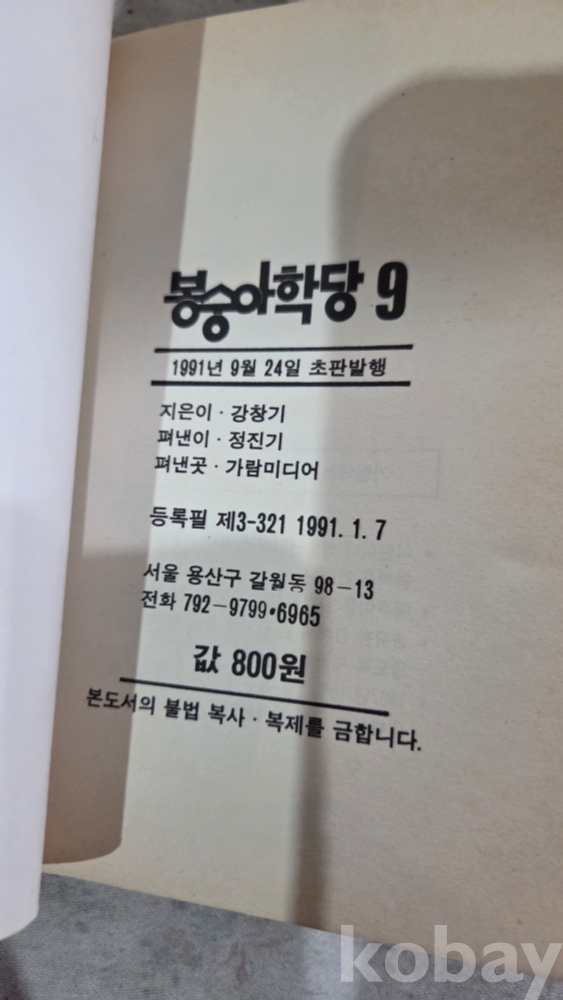 봉숭아학당 9
1991년 9월 24일 초판발행
지은이·강창기
펴낸이·정진기
펴낸곳·가람미디어
등록필 제3-321 1991. 1. 7
서울 용산구 갈월동 98-13
전화 792-9799•6965
값 800원
본도서의 불법 복사·복제를 금합니다.
kobay